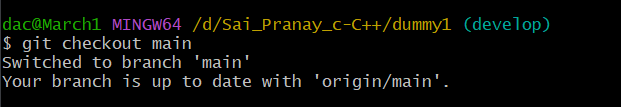 dac@March1 MINGW64 /d/Sai_Pranay_c-C++/dummy1 (develop)
$ git checkout main
Switched to branch 'main'
Your branch is up to date with 'origin/main'.